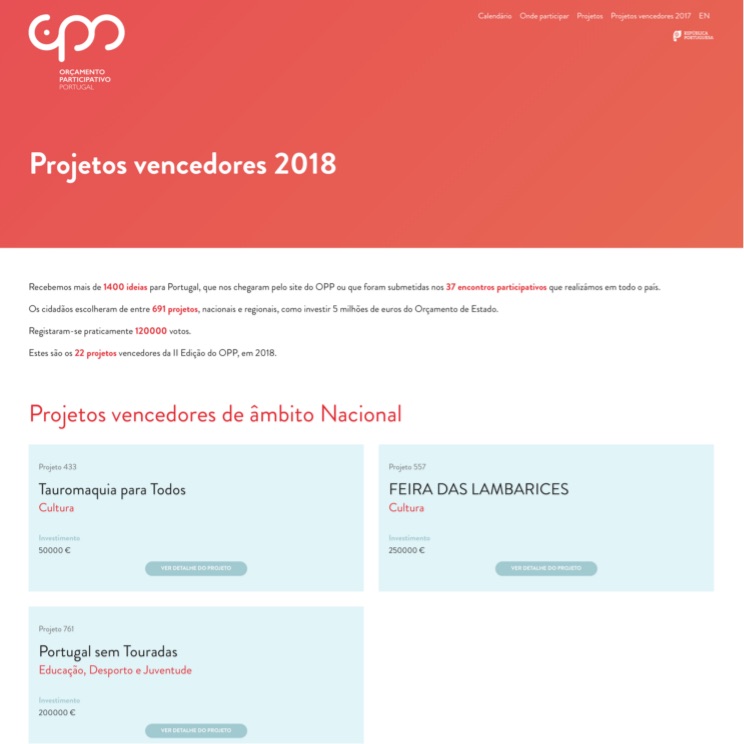 Calendário Onde participar Projetos Projetos vencedores 2017 EN
REPÚBLICA
PORTUGUESA
opp
ORÇAMENTO
PARTICIPATIVO
PORTUGAL
Projetos vencedores 2018
Recebemos mais de 1400 ideias para Portugal, que nos chegaram pelo site do OPP ou que foram submetidas nos 37 encontros participativos que realizámos em todo o país.
Os cidadãos escolheram de entre 691 projetos, nacionais e regionais, como investir 5 milhões de euros do Orçamento de Estado.
Registaram-se praticamente 120000 votos.
Estes são os 22 projetos vencedores da II Edição do OPP, em 2018.
Projetos vencedores de âmbito Nacional
Projeto 433
Tauromaquia para Todos
Cultura
Investimento
50000 €
VER DETALHE DO PROJETO
Projeto 557
FEIRA DAS LAMBARICES
Cultura
Investimento
250000 €
VER DETALHE DO PROJETO
Projeto 761
Portugal sem Touradas
Educação, Desporto e Juventude
Investimento
200000 €
VER DETALHE DO PROJETO